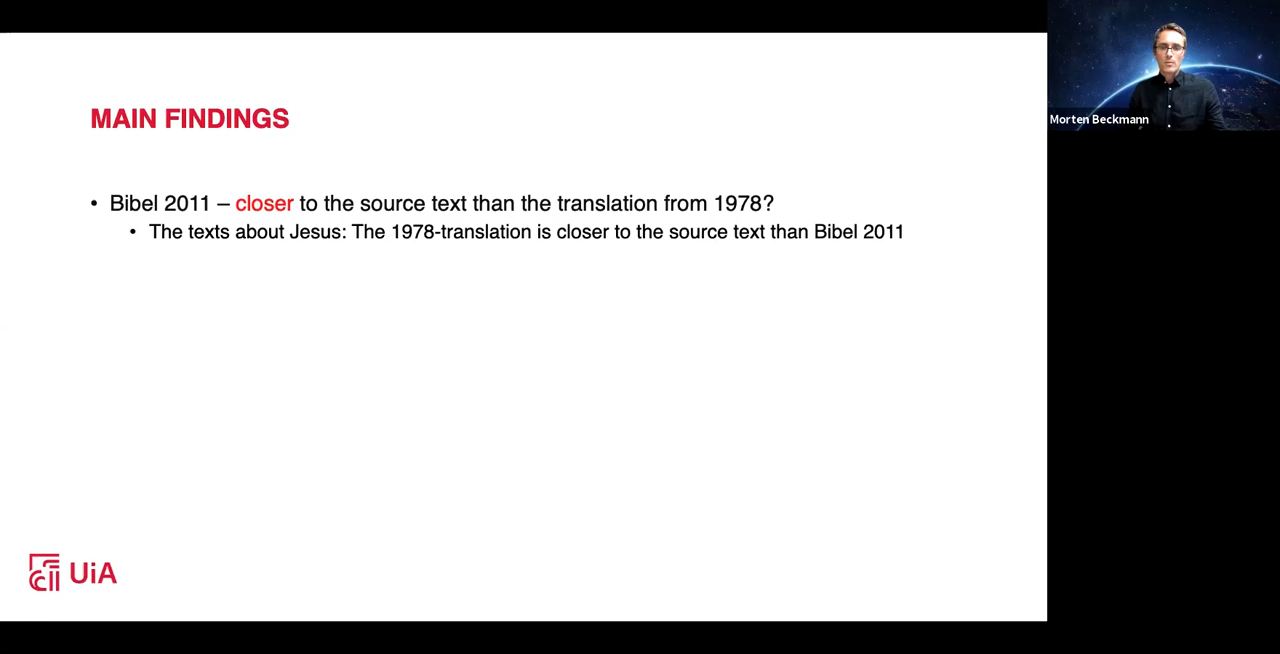 MAIN FINDINGS
• Bibel 2011 – closer to the source text than the translation from 1978?
• The texts about Jesus: The 1978-translation is closer to the source text than Bibel 2011
UiA
Morten Beckmann